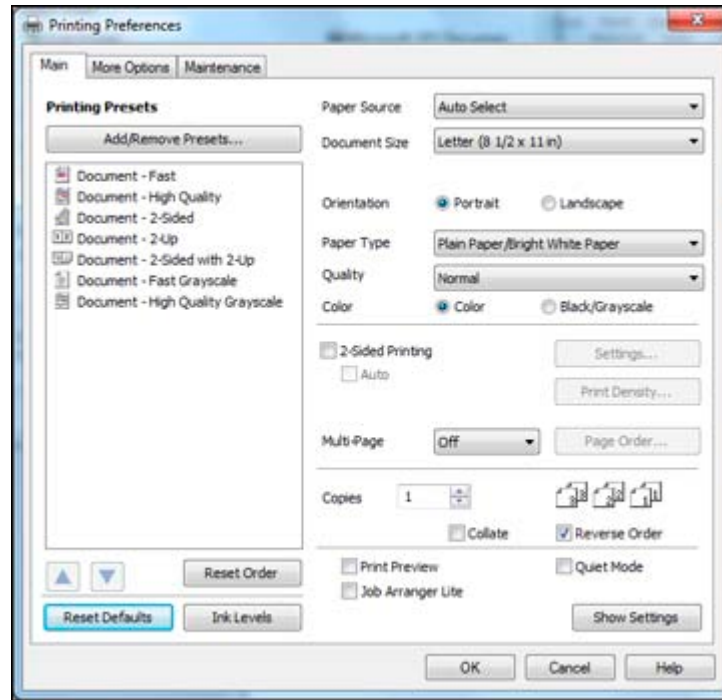 Printing Preferences
Main
More Options
Maintenance
Printing Presets
Add/Remove Presets...
Document - Fast
Document - High Quality
Document - 2-Sided
Document - 2-Up
Document - 2-Sided with 2-Up
Document - Fast Grayscale
Document - High Quality Grayscale
Reset Order
Reset Defaults
Ink Levels
Paper Source
Auto Select
Document Size
Letter (8 1/2 x 11 in)
Orientation
Portrait
Landscape
Paper Type
Plain Paper/Bright White Paper
Quality
Normal
Color
Color
Black/Grayscale
2-Sided Printing
Settings...
Auto
Print Density...
Multi-Page
Off
Page Order...
Copies
1
Collate
Reverse Order
Print Preview
Quiet Mode
Job Arranger Lite
Show Settings
OK
Cancel
Help